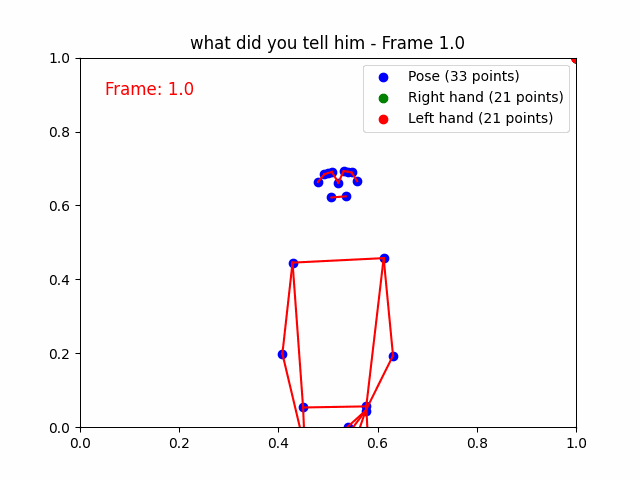 what did you tell him - Frame 1.0
Frame: 1.0
Pose (33 points)
Right hand (21 points)
Left hand (21 points)
1.0
0.8
0.6
0.4
0.2
0.0
0.0 0.2 0.4 0.6 0.8 1.0